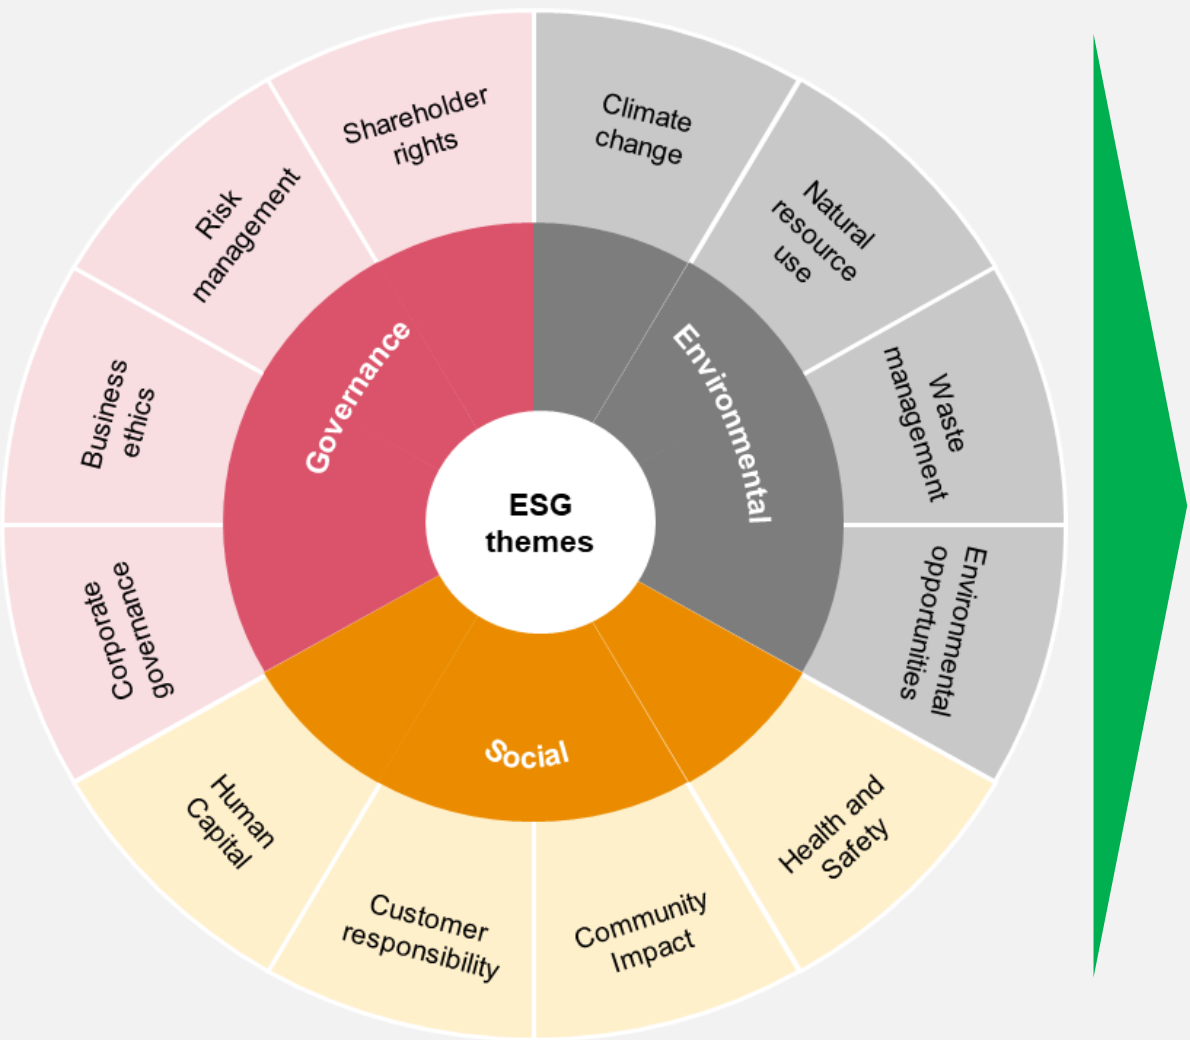 ESG
themes
Environmental
Climate
change
Natural
resource
use
Waste
management
Environmental
opportunities
Social
Health and
Safety
Community
Impact
Customer
responsibility
Human
Capital
Governance
Corporate
governance
Business
ethics
Risk
management
Shareholder
rights